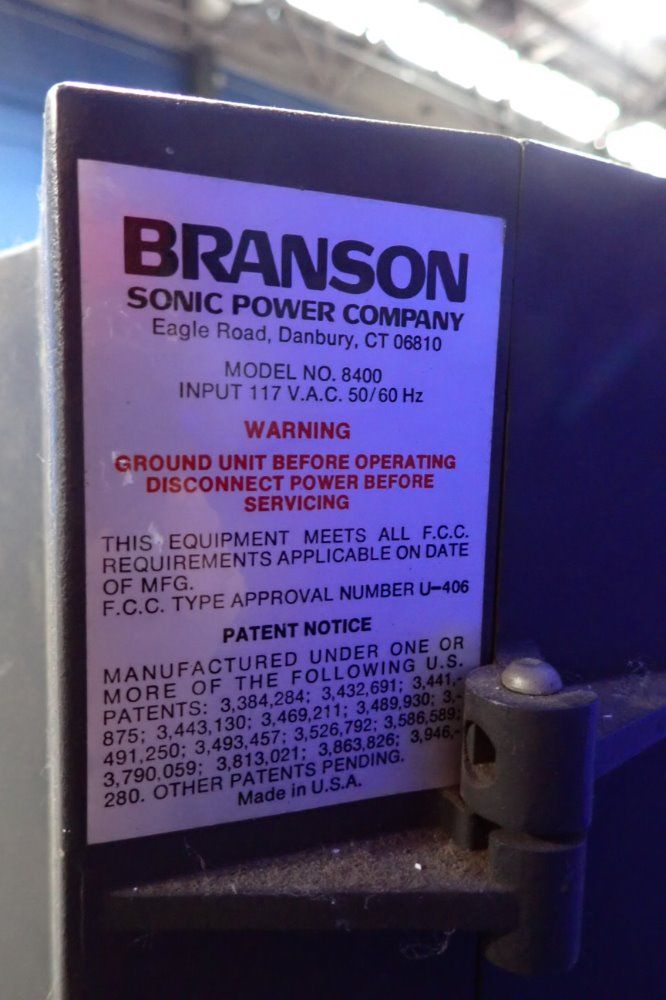 BRANSON
SONIC POWER COMPANY
Eagle Road, Danbury, CT 06810
MODEL NO. 8400
INPUT 117 V.A.C. 50/60 Hz
WARNING
GROUND UNIT BEFORE OPERATING
DISCONNECT POWER BEFORE
SERVICING
THIS EQUIPMENT MEETS ALL F.C.C.
REQUIREMENTS APPLICABLE ON DATE
OF MFG.
F.C.C. TYPE APPROVAL NUMBER U-406
PATENT NOTICE
MANUFACTURED UNDER ONE OR
MORE OF THE FOLLOWING U.S.
PATENTS: 3,384,284; 3,432,691; 3,441,-
875; 3,443,130; 3,469,211; 3,489,930; 3,-
491,250; 3,493,457; 3,526,792; 3,586,589;
3,790,059; 3,813,021; 3,863,826; 3,946,-
280. OTHER PATENTS PENDING.
Made in U.S.A.